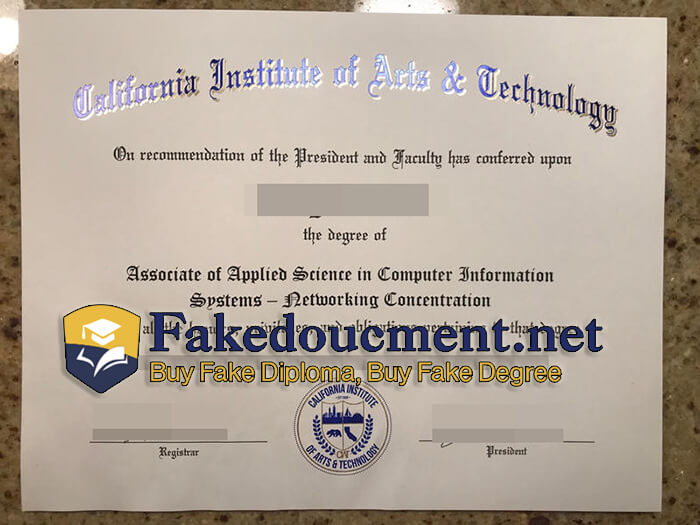 California Institute of Arts & Technology
On recommendation of the President and Faculty has conferred upon
the degree of
Associate of Applied Science in Computer Information
Systems – Networking Concentration
Fakedoucment.net
Buy Fake Diploma, Buy Fake Degree
CALIFORNIA INSTITUTE
OF ARTS & TECHNOLOGY
Registrar
President